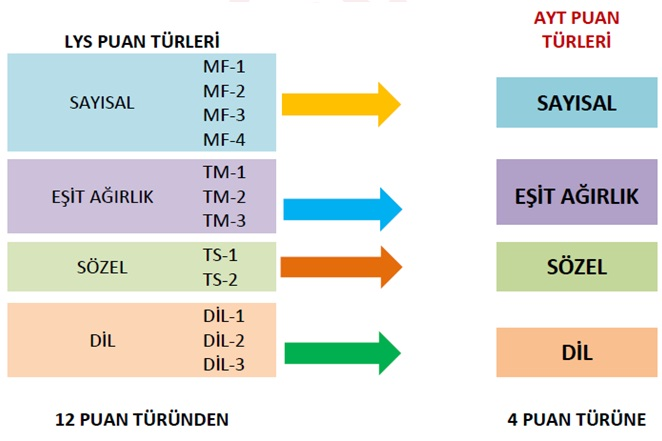 LYS PUAN TÜRLERİ
SAYISAL
MF-1
MF-2
MF-3
MF-4
EŞİT AĞIRLIK
TM-1
TM-2
TM-3
SÖZEL
TS-1
TS-2
DİL
DİL-1
DİL-2
DİL-3
12 PUAN TÜRÜNDEN
AYT PUAN
TÜRLERİ
SAYISAL
EŞİT AĞIRLIK
SÖZEL
DİL
4 PUAN TÜRÜNE